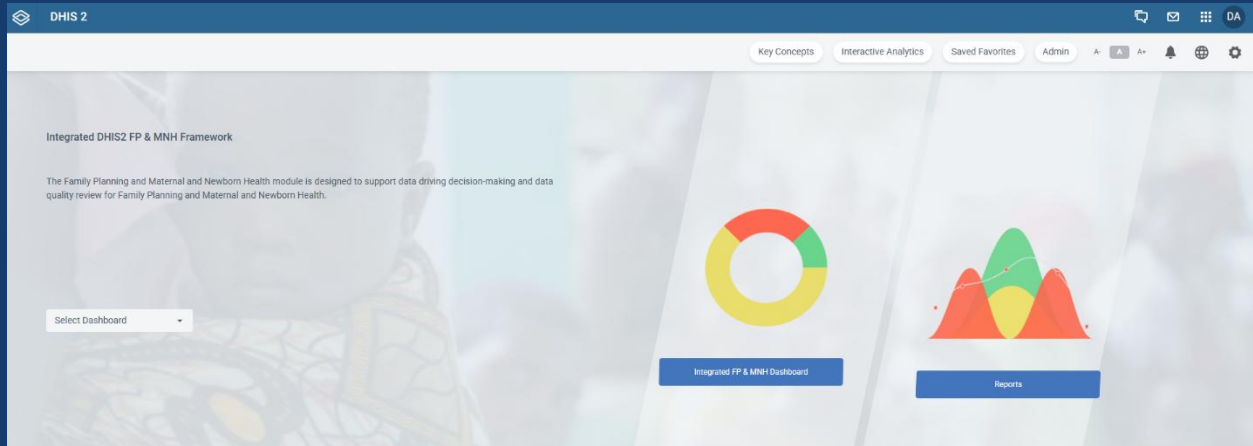 DHIS 2
DA
Key Concepts
Interactive Analytics
Saved Favorites
Admin
A-
A
A+
Integrated DHIS2 FP & MNH Framework
The Family Planning and Maternal and Newborn Health module is designed to support data driving decision-making and data
quality review for Family Planning and Maternal and Newborn Health.
Select Dashboard
Integrated FP & MNH Dashboard
Reports